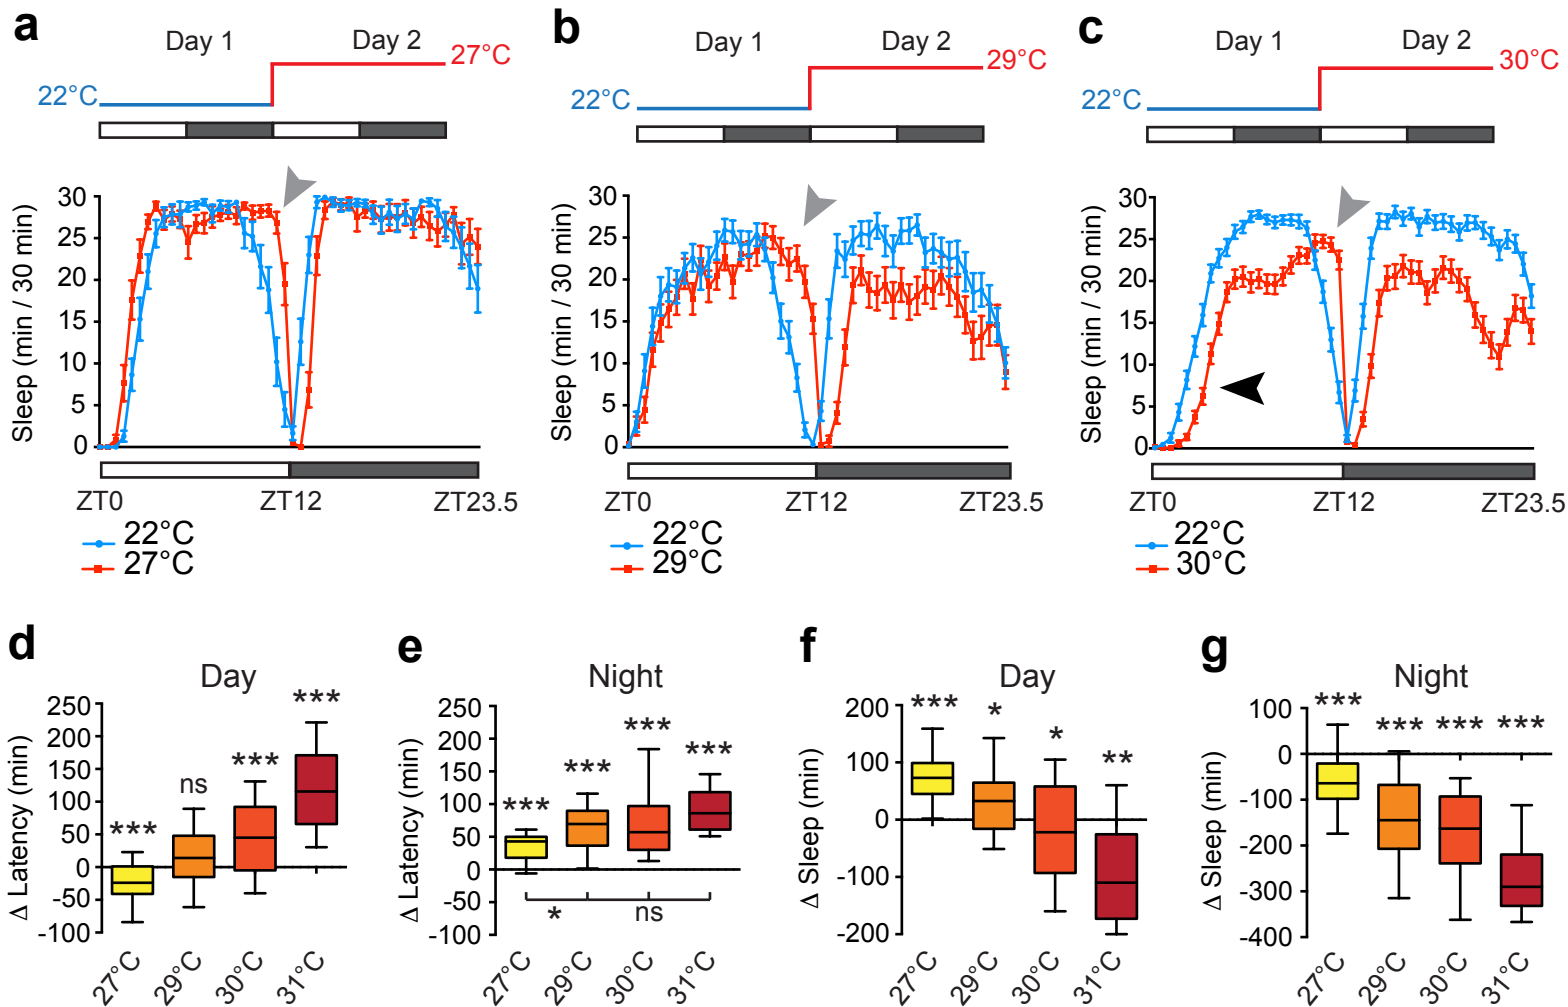 a
Day 1
Day 2
27°C
22°C
Sleep (min / 30 min)
30
25
20
15
10
5
0
ZT0
ZT12
ZT23.5
22°C
27°C
b
Day 1
Day 2
29°C
22°C
Sleep (min / 30 min)
30
25
20
15
10
5
0
ZT0
ZT12
ZT23.5
22°C
29°C
c
Day 1
Day 2
30°C
22°C
Sleep (min / 30 min)
30
25
20
15
10
5
0
ZT0
ZT12
ZT23.5
22°C
30°C
d
Day
Δ Latency (min)
250
200
150
100
50
0
-50
-100
***
ns
***
***
27°C
29°C
30°C
31°C
e
Night
Δ Latency (min)
250
200
150
100
50
0
-50
-100
***
***
***
***
*
ns
27°C
29°C
30°C
31°C
f
Day
Δ Sleep (min)
200
100
0
-100
-200
***
*
*
**
27°C
29°C
30°C
31°C
g
Night
Δ Sleep (min)
100
0
-100
-200
-300
-400
***
***
***
***
27°C
29°C
30°C
31°C